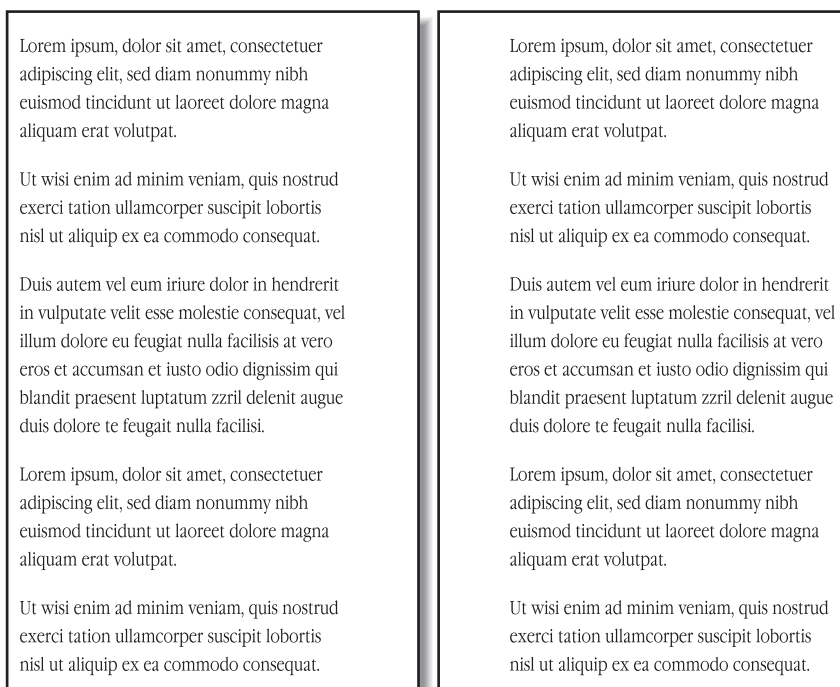 Lorem ipsum, dolor sit amet, consectetuer
adipiscing elit, sed diam nonummy nibh
euismod tincidunt ut laoreet dolore magna
aliquam erat volutpat.
Ut wisi enim ad minim veniam, quis nostrud
exerci tation ullamcorper suscipit lobortis
nisl ut aliquip ex ea commodo consequat.
Duis autem vel eum iriure dolor in hendrerit
in vulputate velit esse molestie consequat, vel
illum dolore eu feugiat nulla facilisis at vero
eros et accumsan et iusto odio dignissim qui
blandit praesent luptatum zzril delenit augue
duis dolore te feugait nulla facilisi.
Lorem ipsum, dolor sit amet, consectetuer
adipiscing elit, sed diam nonummy nibh
euismod tincidunt ut laoreet dolore magna
aliquam erat volutpat.
Ut wisi enim ad minim veniam, quis nostrud
exerci tation ullamcorper suscipit lobortis
nisl ut aliquip ex ea commodo consequat.
Lorem ipsum, dolor sit amet, consectetuer
adipiscing elit, sed diam nonummy nibh
euismod tincidunt ut laoreet dolore magna
aliquam erat volutpat.
Ut wisi enim ad minim veniam, quis nostrud
exerci tation ullamcorper suscipit lobortis
nisl ut aliquip ex ea commodo consequat.
Duis autem vel eum iriure dolor in hendrerit
in vulputate velit esse molestie consequat, vel
illum dolore eu feugiat nulla facilisis at vero
eros et accumsan et iusto odio dignissim qui
blandit praesent luptatum zzril delenit augue
duis dolore te feugait nulla facilisi.
Lorem ipsum, dolor sit amet, consectetuer
adipiscing elit, sed diam nonummy nibh
euismod tincidunt ut laoreet dolore magna
aliquam erat volutpat.
Ut wisi enim ad minim veniam, quis nostrud
exerci tation ullamcorper suscipit lobortis
nisl ut aliquip ex ea commodo consequat.